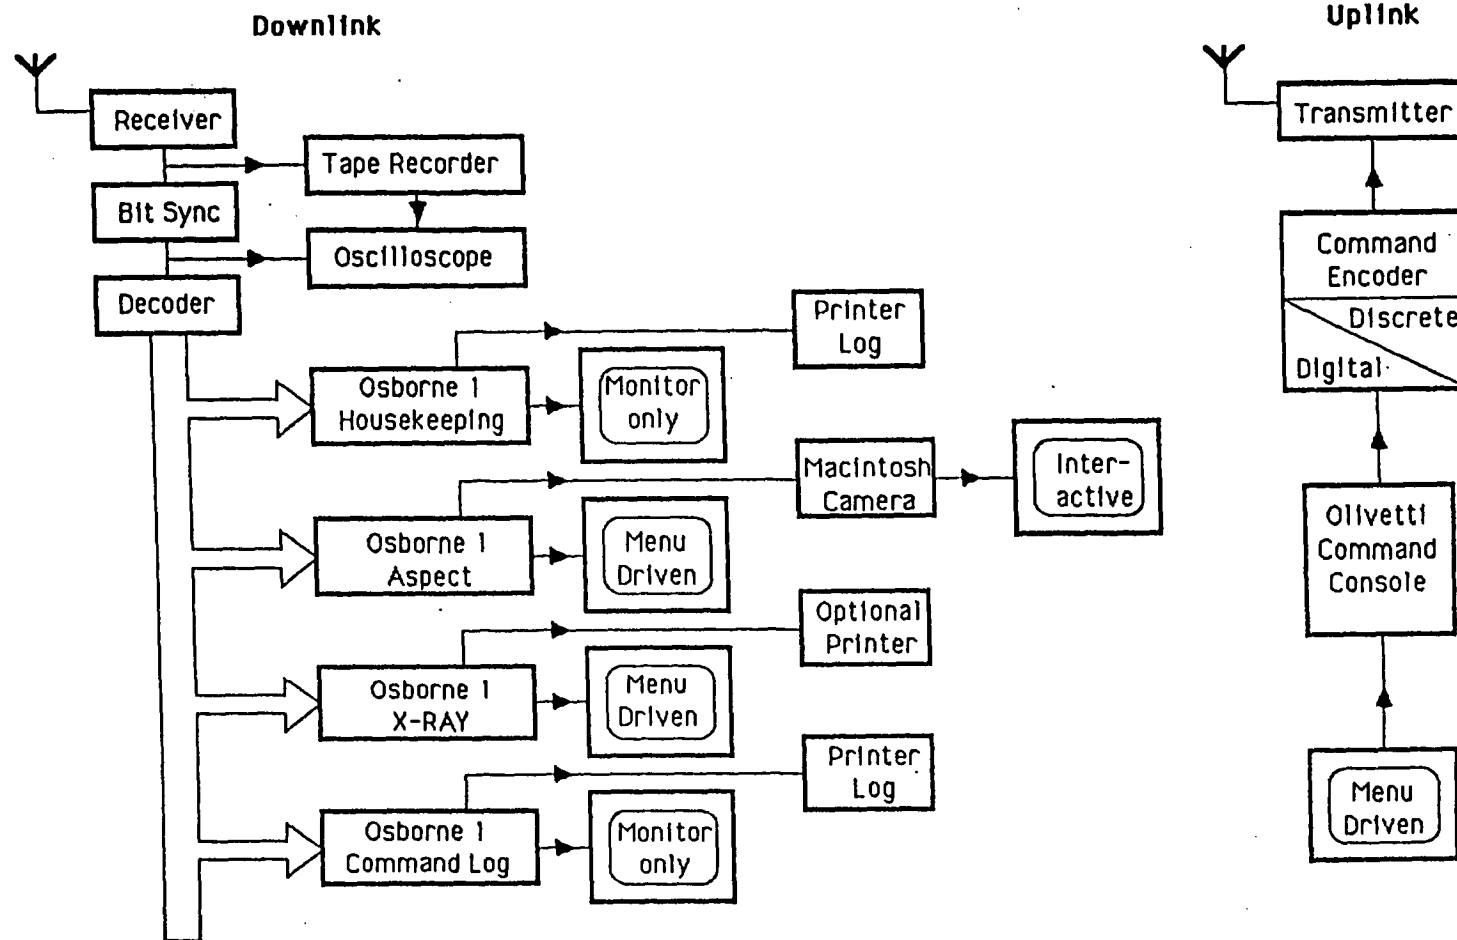 Downlink
Receiver
Tape Recorder
Bit Sync
Oscilloscope
Decoder
Printer
Log
Osborne 1
Housekeeping
Monitor
only
Macintosh
Camera
Inter-
active
Osborne 1
Aspect
Menu
Driven
Optional
Printer
Osborne 1
X-RAY
Menu
Driven
Printer
Log
Osborne 1
Command Log
Monitor
only
Uplink
Transmitter
Command
Encoder
Discrete
Digital
Olivetti
Command
Console
Menu
Driven